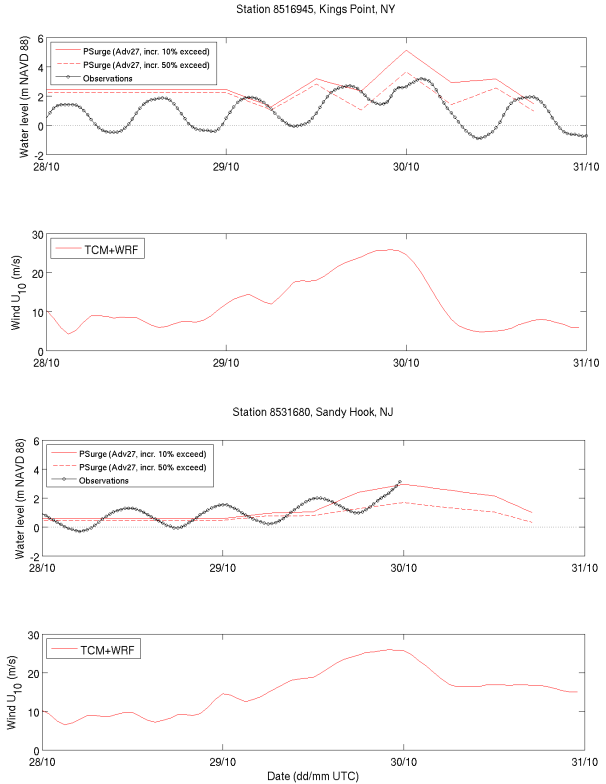 Station 8516945, Kings Point, NY
Water level (m NAVD 88)
6
4
2
0
-2
PSurge (Adv27, incr. 10% exceed)
PSurge (Adv27, incr. 50% exceed)
Observations
28/10 29/10 30/10 31/10
Wind U10 (m/s)
30
20
10
0
TCM+WRF
28/10 29/10 30/10 31/10
Station 8531680, Sandy Hook, NJ
Water level (m NAVD 88)
6
4
2
0
-2
PSurge (Adv27, incr. 10% exceed)
PSurge (Adv27, incr. 50% exceed)
Observations
28/10 29/10 30/10 31/10
Wind U10 (m/s)
30
20
10
0
TCM+WRF
28/10 29/10 30/10 31/10
Date (dd/mm UTC)